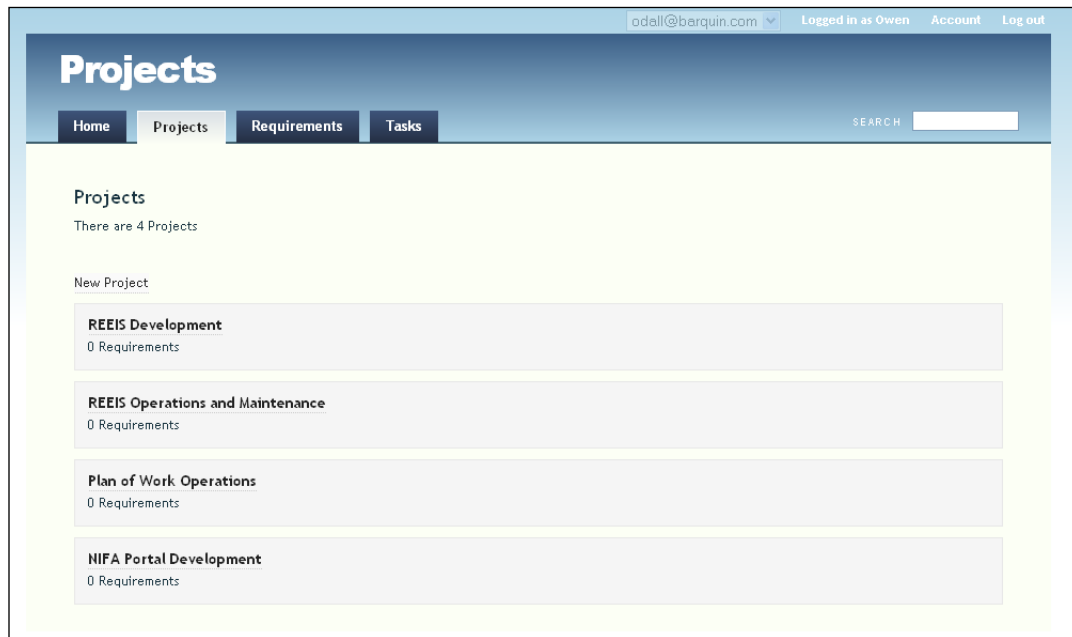 odall@barquin.com Logged in as Owen Account Log out
Projects
Home Projects Requirements Tasks SEARCH
Projects
There are 4 Projects
New Project
REEIS Development
0 Requirements
REEIS Operations and Maintenance
0 Requirements
Plan of Work Operations
0 Requirements
NIFA Portal Development
0 Requirements